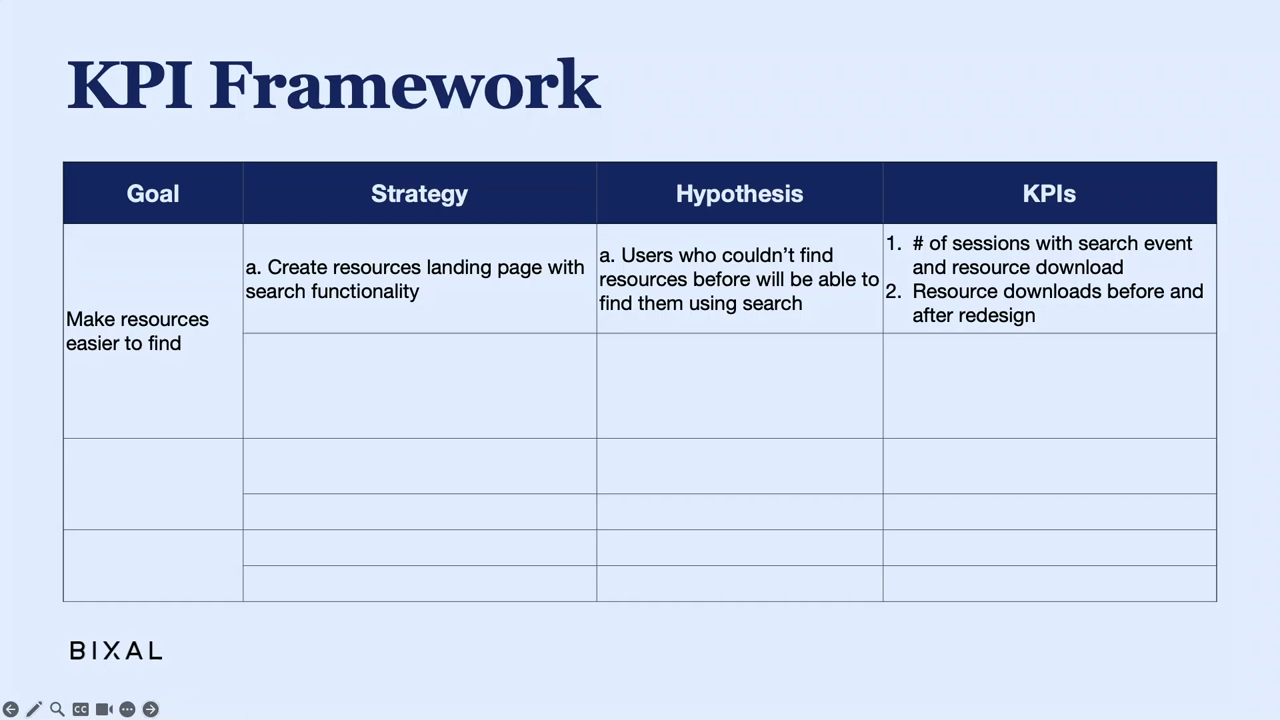 KPI Framework
Goal
Strategy
Hypothesis
KPIs
Make resources
easier to find
a. Create resources landing page with
search functionality
a. Users who couldn’t find
resources before will be able to
find them using search
1. # of sessions with search event
and resource download
2. Resource downloads before and
after redesign
BIXAL
CC